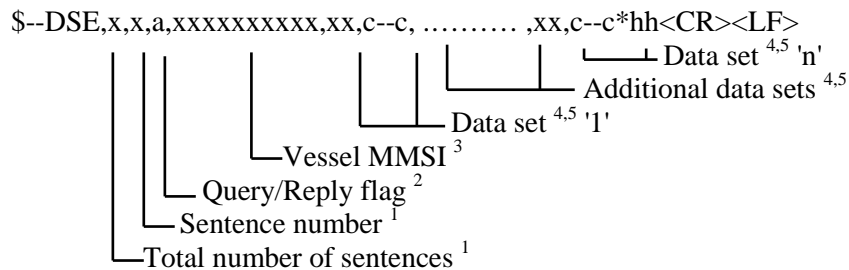 $--DSE,x,x,a,xxxxxxxxxx,xx,c--c, .......... ,xx,c--c*hh<CR><LF>
Data set 4,5 'n'
Additional data sets 4,5
Data set 4,5 '1'
Vessel MMSI 3
Query/Reply flag 2
Sentence number 1
Total number of sentences 1